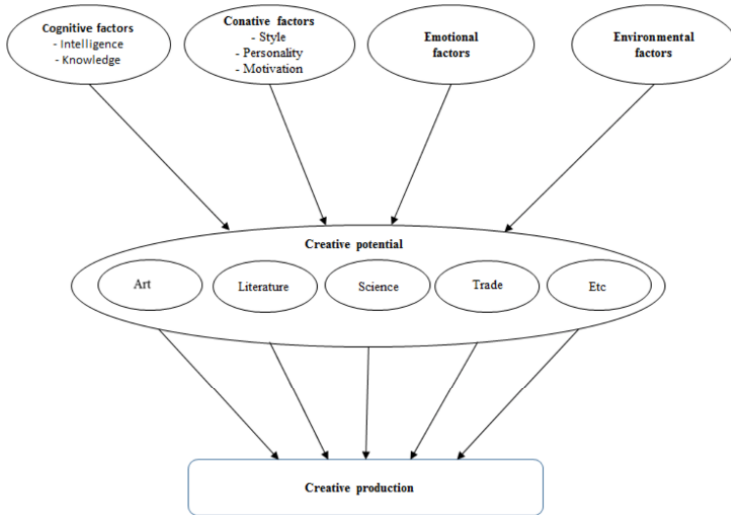 Cognitive factors
- Intelligence
- Knowledge
Conative factors
- Style
- Personality
- Motivation
Emotional
factors
Environmental
factors
Creative potential
Art
Literature
Science
Trade
Etc
Creative production